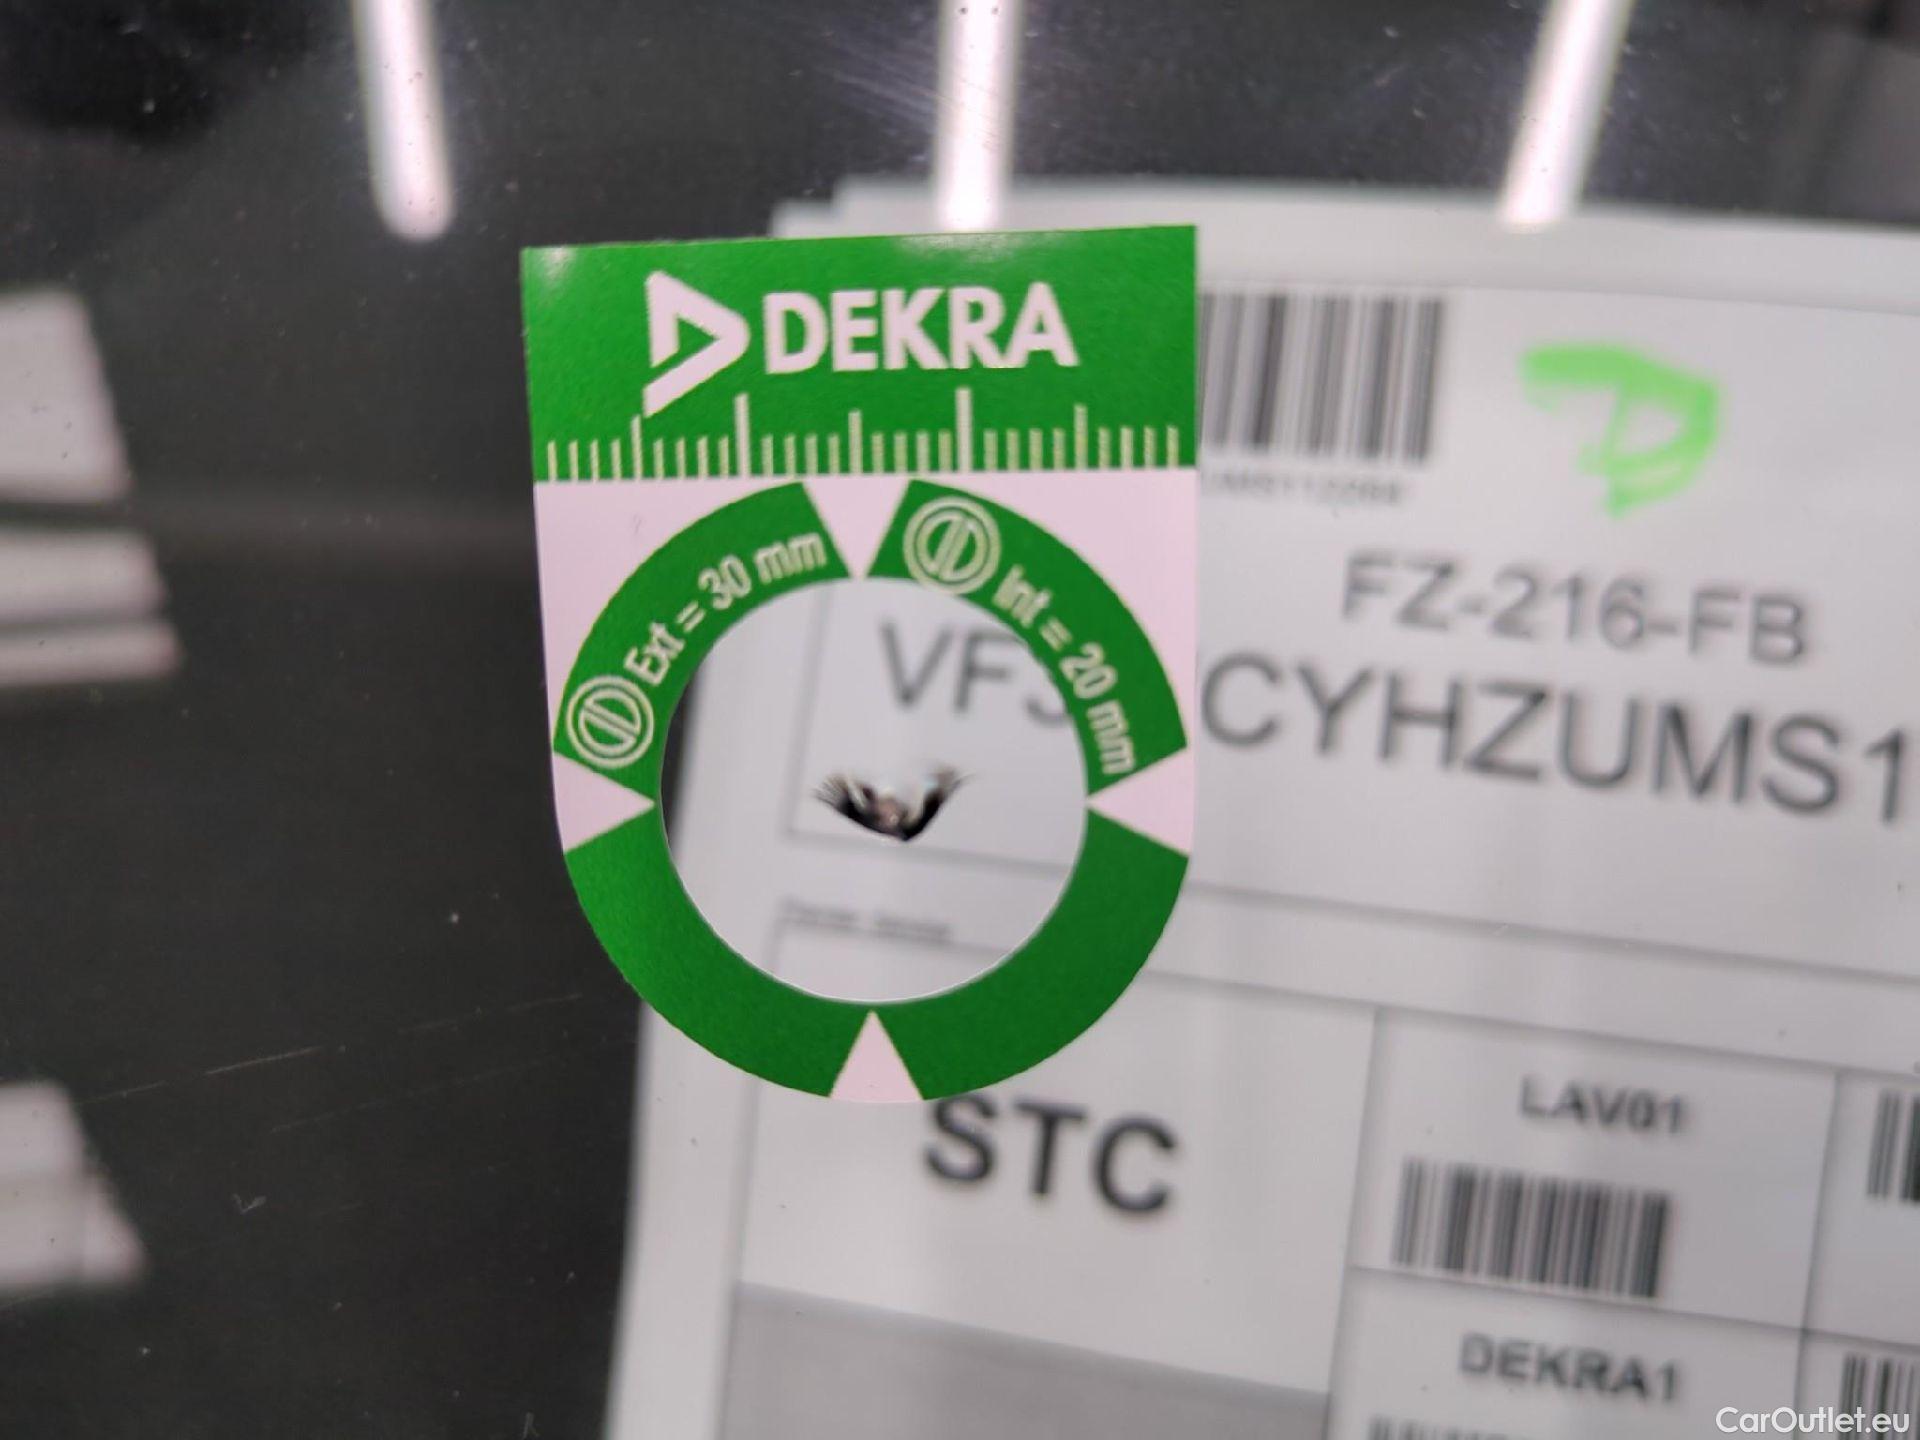 DEKRA
Ext = 30 mm
Int = 20 mm
FZ-216-FB
CYHZUMS1
STC
LAV01
DEKRA1
CarOutlet.eu